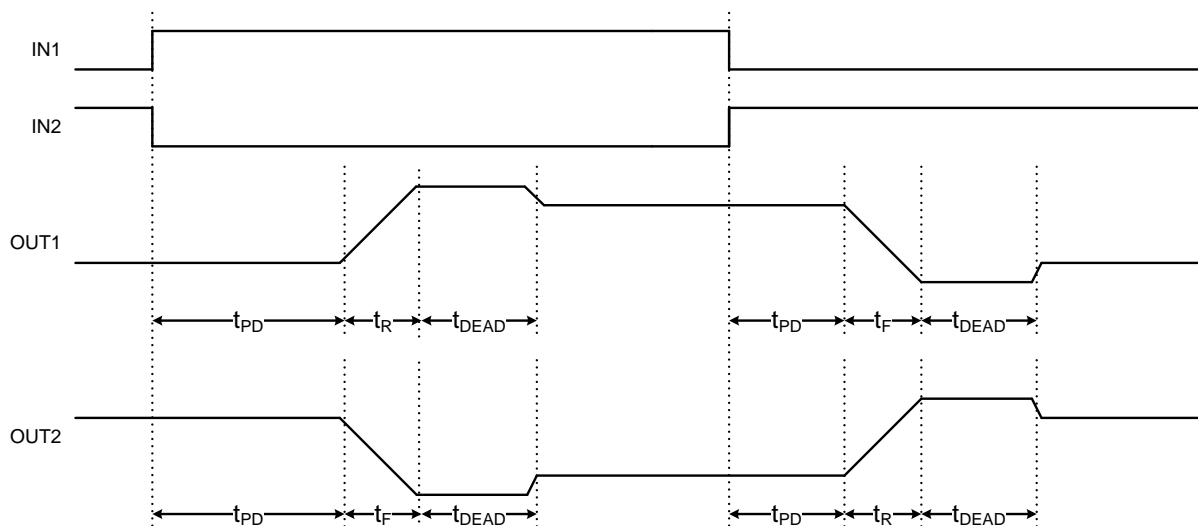 IN1
IN2
OUT1
tPD tR tDEAD tPD tF tDEAD
OUT2
tPD tF tDEAD tPD tR tDEAD